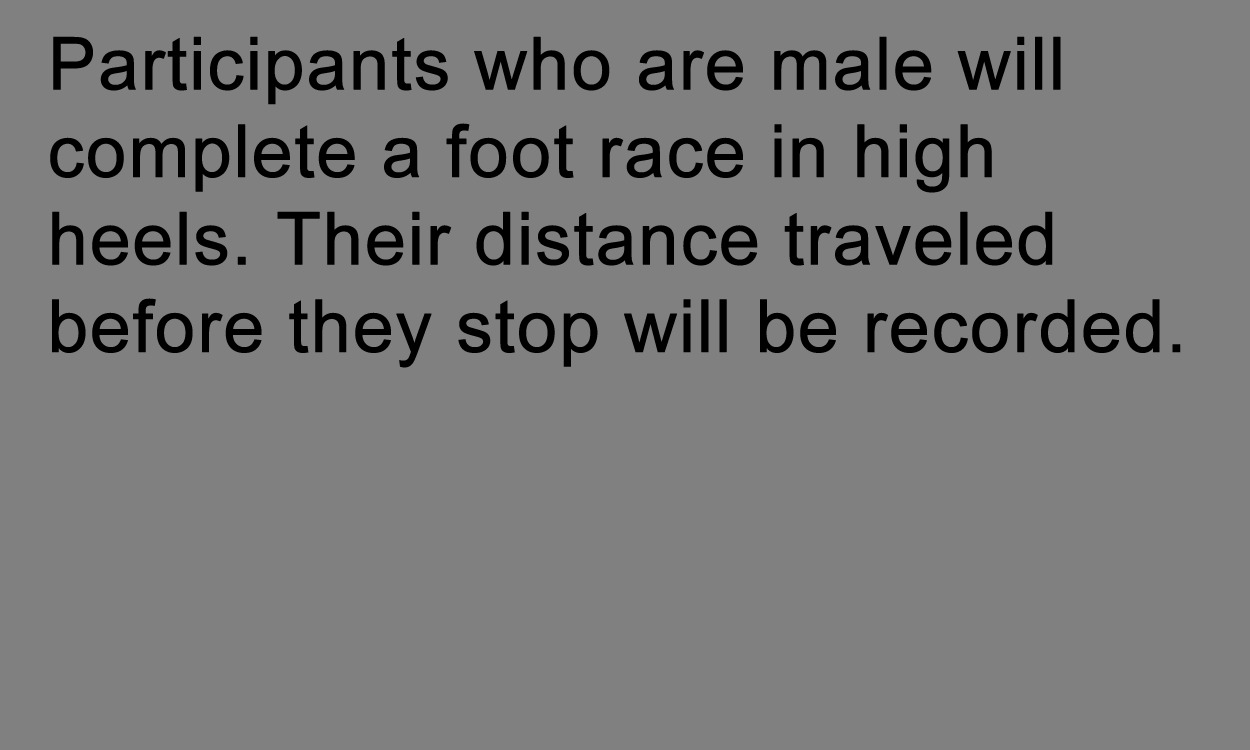 Participants who are male will
complete a foot race in high
heels. Their distance traveled
before they stop will be recorded.